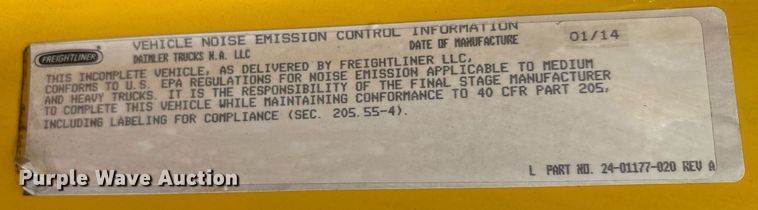 VEHICLE NOISE EMISSION CONTROL INFORMATION
FREIGHTLINER DAIMLER TRUCKS N.A. LLC DATE OF MANUFACTURE 01/14
THIS INCOMPLETE VEHICLE, AS DELIVERED BY FREIGHTLINER LLC,
CONFORMS TO U.S. EPA REGULATIONS FOR NOISE EMISSION APPLICABLE TO MEDIUM
AND HEAVY TRUCKS. IT IS THE RESPONSIBILITY OF THE FINAL STAGE MANUFACTURER
TO COMPLETE THIS VEHICLE WHILE MAINTAINING CONFORMANCE TO 40 CFR PART 205,
INCLUDING LABELING FOR COMPLIANCE (SEC. 205.55-4).
L PART NO. 24-01177-020 REV A
Purple Wave Auction